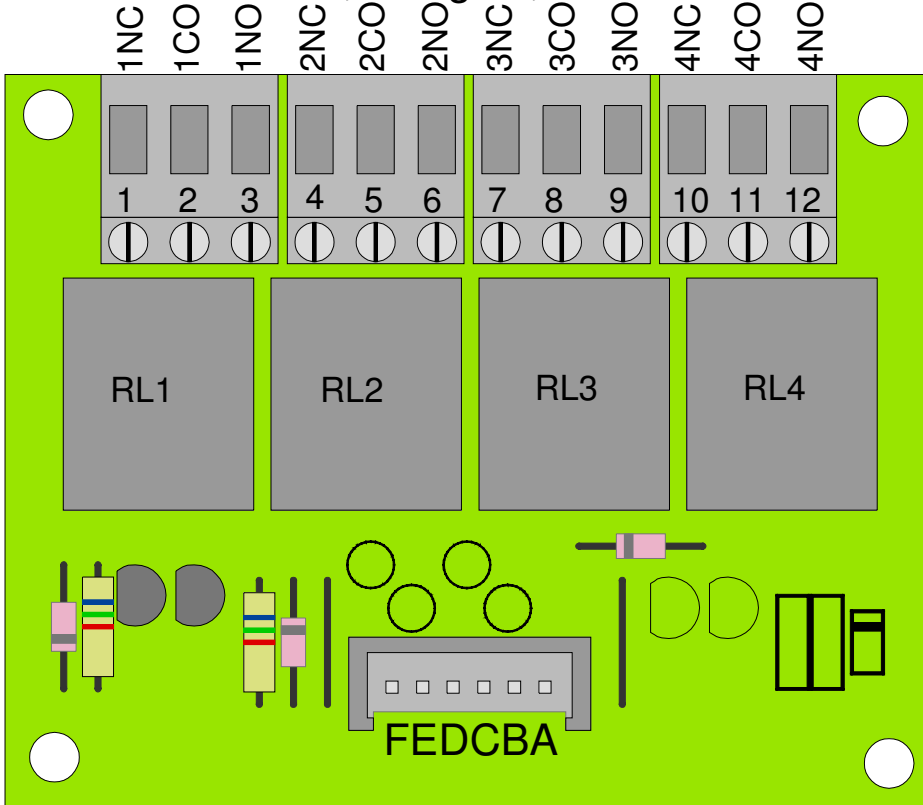 1NC 1CO 1NO 2NC 2CO 2NO 3NC 3CO 3NO 4NC 4CO 4NO
1 2 3 4 5 6 7 8 9 10 11 12
RL1 RL2 RL3 RL4
FEDCBA